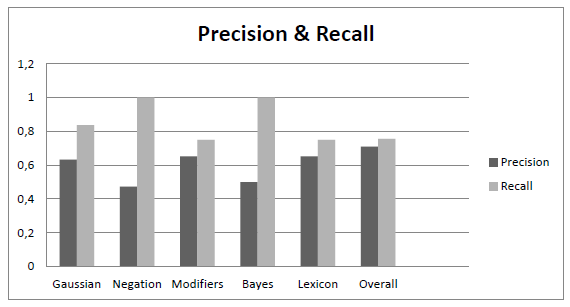 Precision & Recall
1,2
1
0,8
0,6
0,4
0,2
0
Gaussian Negation Modifiers Bayes Lexicon Overall
Precision
Recall